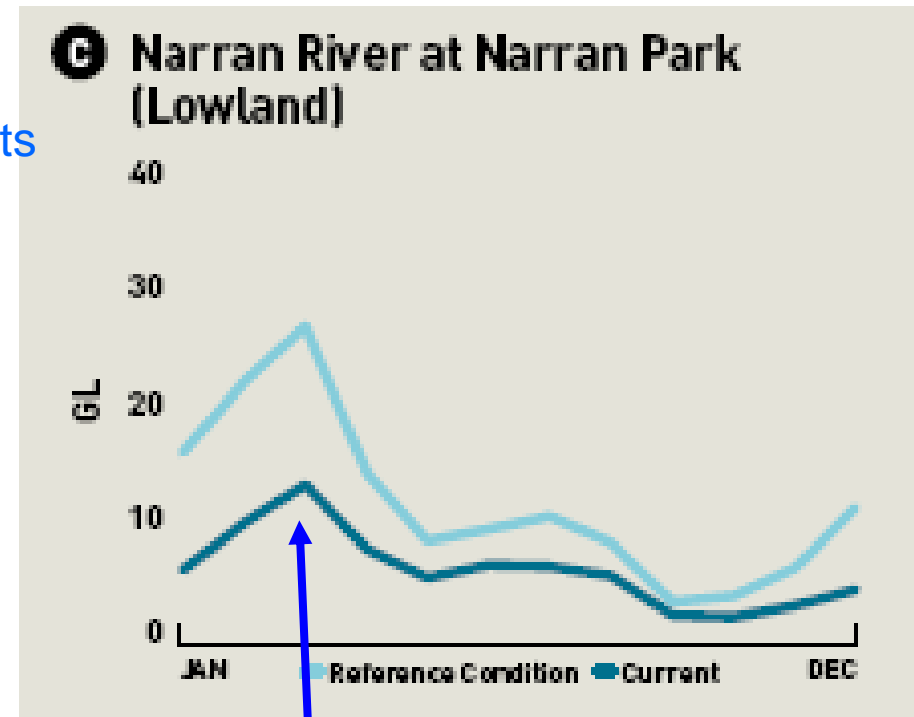 C Narran River at Narran Park
(Lowland)
ts
40
30
20
10
0
GL
JAN Reference Condition Current DEC